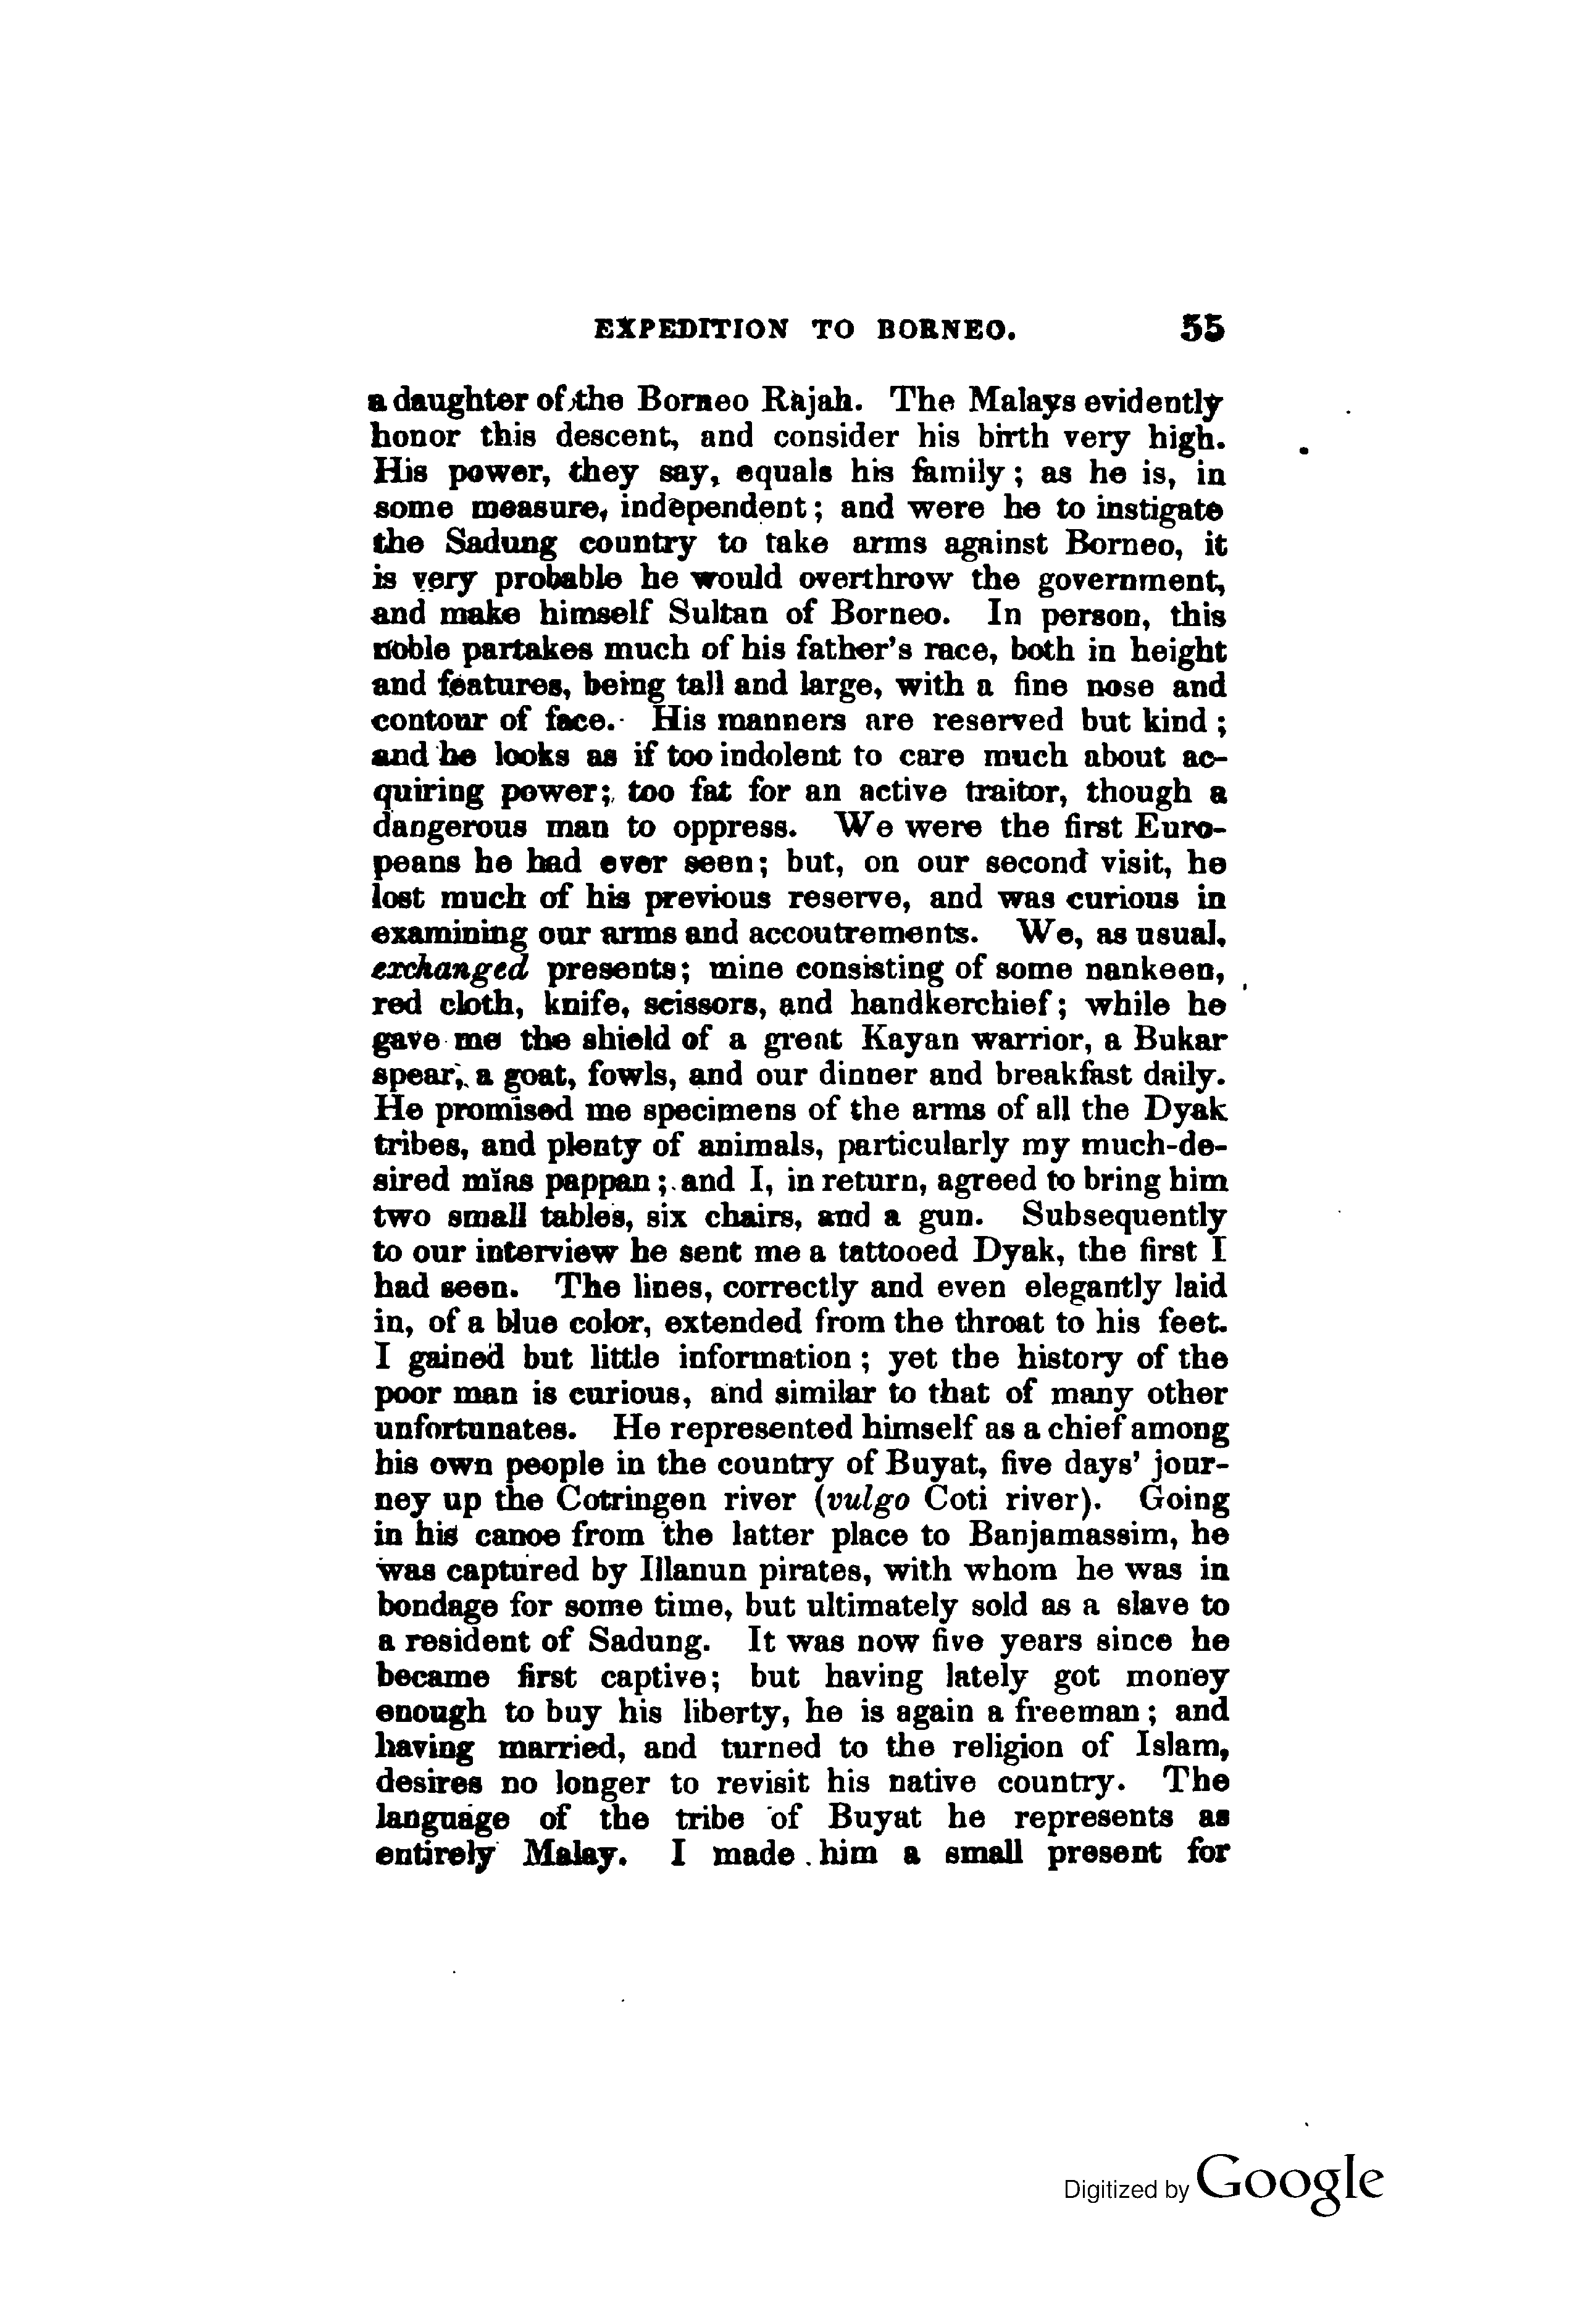 EXPEDITION TO BORNEO. 55
a daughter of the Borneo Rajah. The Malays evidently
honor this descent, and consider his birth very high.
His power, they say, equals his family; as he is, in
some measure, independent; and were he to instigate
the Sadung country to take arms against Borneo, it
is very probable he would overthrow the government,
and make himself Sultan of Borneo. In person, this
noble partakes much of his father's race, both in height
and features, being tall and large, with a fine nose and
contour of face. His manners are reserved but kind;
and he looks as if too indolent to care much about ac-
quiring power; too fat for an active traitor, though a
dangerous man to oppress. We were the first Euro-
peans he had ever seen; but, on our second visit, he
lost much of his previous reserve, and was curious in
examining our arms and accoutrements. We, as usual,
exchanged presents; mine consisting of some nankeen,
red cloth, knife, scissors, and handkerchief; while he
gave me the shield of a great Kayan warrior, a Bukar
spear, a goat, fowls, and our dinner and breakfast daily.
He promised me specimens of the arms of all the Dyak
tribes, and plenty of animals, particularly my much-de-
sired mias pappan; and I, in return, agreed to bring him
two small tables, six chairs, and a gun. Subsequently
to our interview he sent me a tattooed Dyak, the first I
had seen. The lines, correctly and even elegantly laid
in, of a blue color, extended from the throat to his feet.
I gained but little information; yet the history of the
poor man is curious, and similar to that of many other
unfortunates. He represented himself as a chief among
his own people in the country of Buyat, five days' jour-
ney up the Cotringen river (vulgo Coti river). Going
in his canoe from the latter place to Banjamassim, he
was captured by Illanun pirates, with whom he was in
bondage for some time, but ultimately sold as a slave to
a resident of Sadung. It was now five years since he
became first captive; but having lately got money
enough to buy his liberty, he is again a freeman; and
having married, and turned to the religion of Islam,
desires no longer to revisit his native country. The
language of the tribe of Buyat he represents as
entirely Malay. I made him a small present for
Digitized by Google